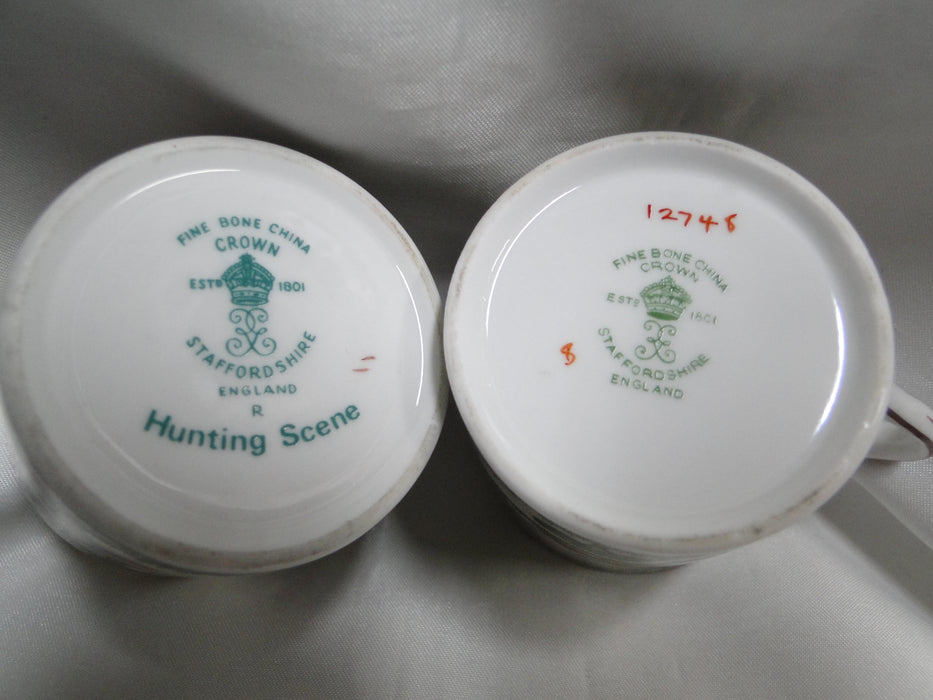 FINE BONE CHINA
CROWN
ESTD 1801
STAFFORDSHIRE
ENGLAND
R
Hunting Scene
12748
FINE BONE CHINA
CROWN
ESTD 1801
8
STAFFORDSHIRE
ENGLAND